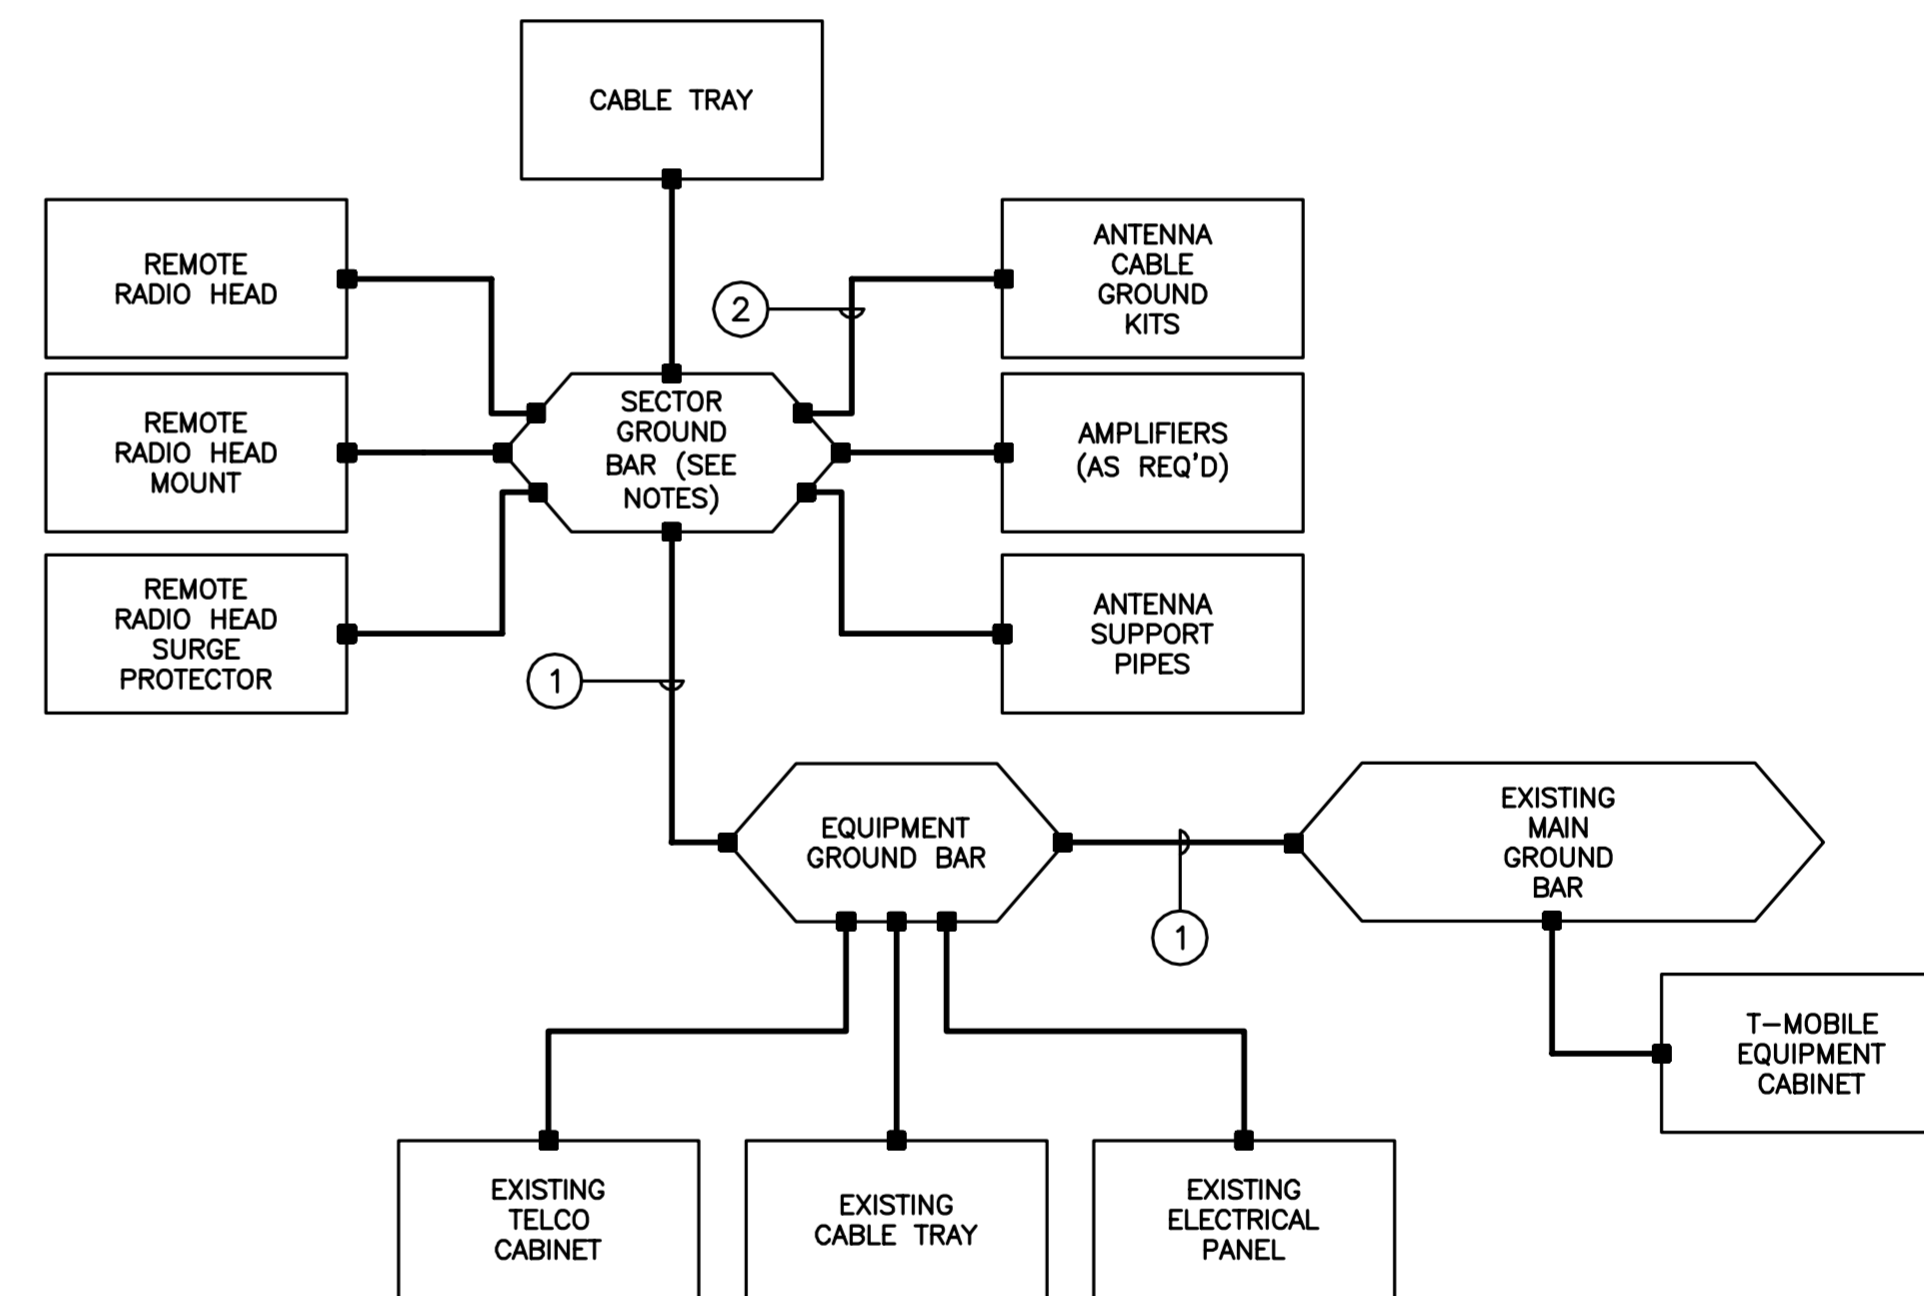 CABLE TRAY
REMOTE
RADIO HEAD
ANTENNA
CABLE
GROUND
KITS
2
REMOTE
RADIO HEAD
MOUNT
SECTOR
GROUND
BAR (SEE
NOTES)
AMPLIFIERS
(AS REQ'D)
REMOTE
RADIO HEAD
SURGE
PROTECTOR
ANTENNA
SUPPORT
PIPES
1
EQUIPMENT
GROUND BAR
EXISTING
MAIN
GROUND
BAR
1
T-MOBILE
EQUIPMENT
CABINET
EXISTING
TELCO
CABINET
EXISTING
CABLE TRAY
EXISTING
ELECTRICAL
PANEL